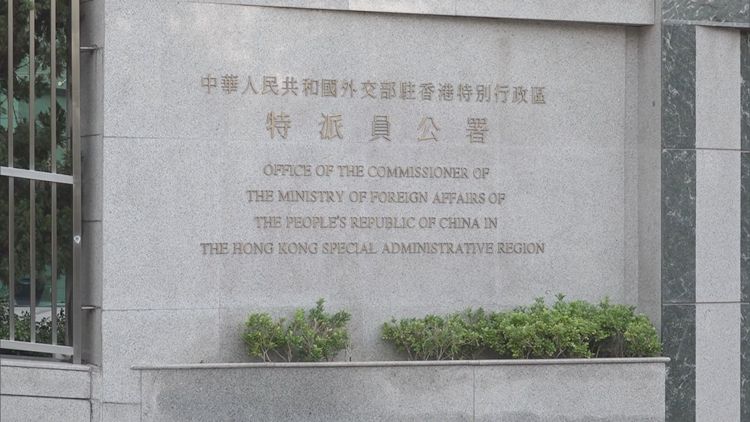 中華人民共和國外交部駐香港特別行政區
特派員公署
OFFICE OF THE COMMISSIONER OF
THE MINISTRY OF FOREIGN AFFAIRS OF
THE PEOPLE'S REPUBLIC OF CHINA IN
THE HONG KONG SPECIAL ADMINISTRATIVE REGION